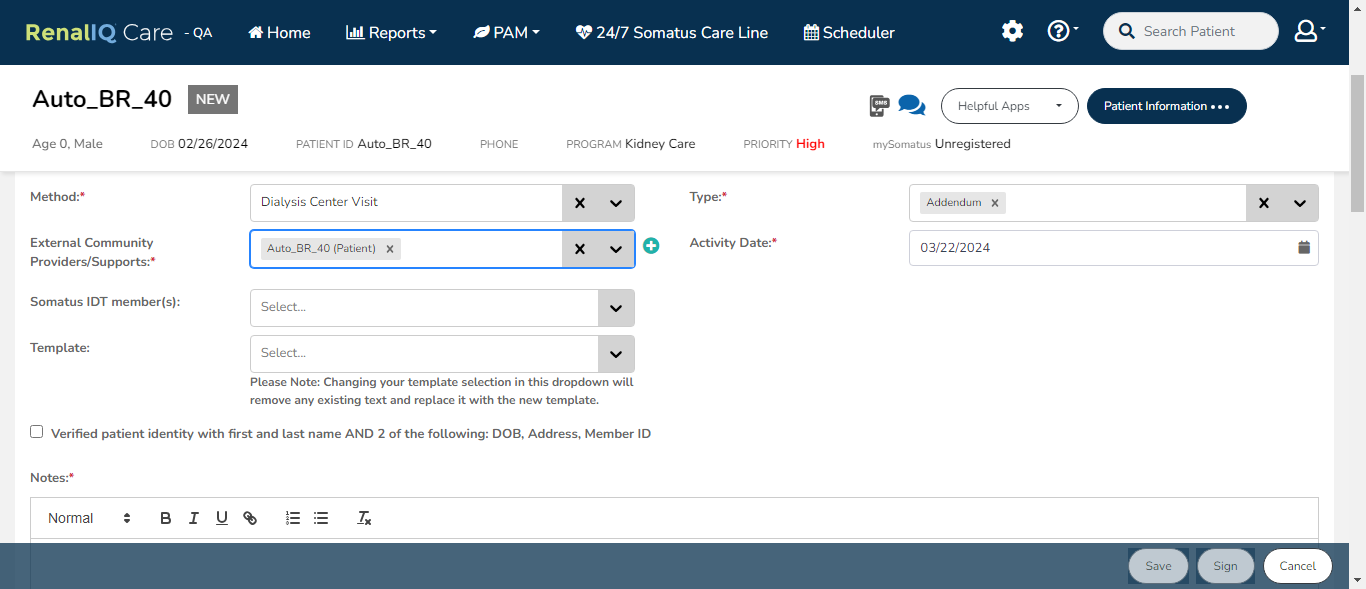 RenalIQ Care - QA Home Reports PAM 24/7 Somatus Care Line Scheduler Search Patient
Auto_BR_40 NEW
SMS Helpful Apps Patient Information
Age 0, Male DOB 02/26/2024 PATIENT ID Auto_BR_40 PHONE PROGRAM Kidney Care PRIORITY High mySomatus Unregistered
Method:* Dialysis Center Visit Type:* Addendum
External Community
Providers/Supports:* Auto_BR_40 (Patient) Activity Date:* 03/22/2024
Somatus IDT member(s): Select...
Template: Select...
Please Note: Changing your template selection in this dropdown will
remove any existing text and replace it with the new template.
Verified patient identity with first and last name AND 2 of the following: DOB, Address, Member ID
Notes:*
Normal B I U
Save Sign Cancel